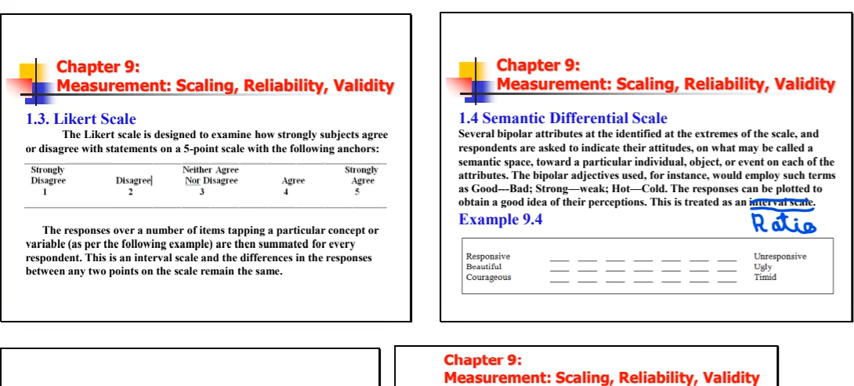 Chapter 9:
Measurement: Scaling, Reliability, Validity
1.3. Likert Scale
The Likert scale is designed to examine how strongly subjects agree
or disagree with statements on a 5-point scale with the following anchors:
Strongly Neither Agree Strongly
Disagree Disagree Nor Disagree Agree Agree
1 2 3 4 5
The responses over a number of items tapping a particular concept or
variable (as per the following example) are then summated for every
respondent. This is an interval scale and the differences in the responses
between any two points on the scale remain the same.
Chapter 9:
Measurement: Scaling, Reliability, Validity
1.4 Semantic Differential Scale
Several bipolar attributes at the identified at the extremes of the scale, and
respondents are asked to indicate their attitudes, on what may be called a
semantic space, toward a particular individual, object, or event on each of the
attributes. The bipolar adjectives used, for instance, would employ such terms
as Good---Bad; Strong—weak; Hot—Cold. The responses can be plotted to
obtain a good idea of their perceptions. This is treated as an interval scale.
Ratio
Example 9.4
Responsive Unresponsive
Beautiful Ugly
Courageous Timid
Chapter 9:
Measurement: Scaling, Reliability, Validity